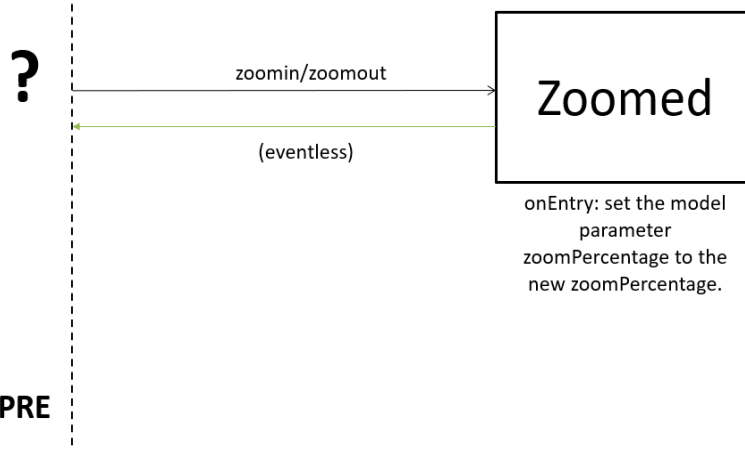 ?
zoomin/zoomout
Zoomed
(eventless)
onEntry: set the model
parameter
zoomPercentage to the
new zoomPercentage.
PRE